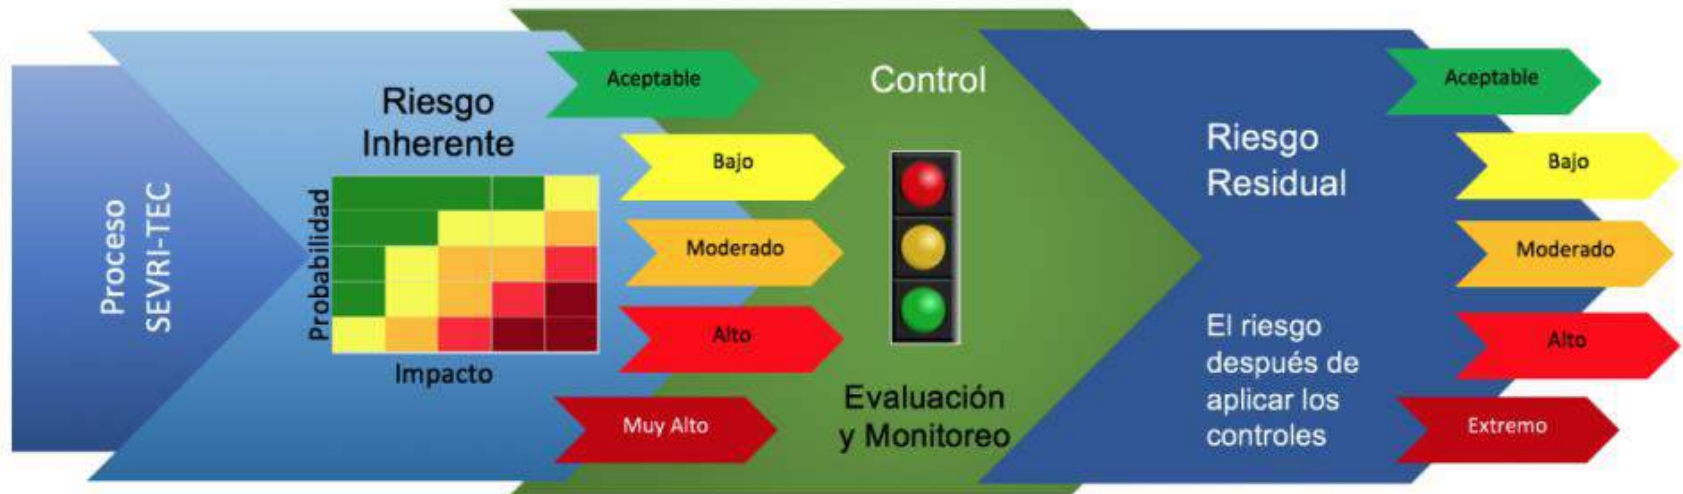 Proceso
SEVRI-TEC
Riesgo
Inherente
Probabilidad
Impacto
Aceptable
Bajo
Moderado
Alto
Muy Alto
Control
Evaluación
y Monitoreo
Riesgo
Residual
El riesgo
después de
aplicar los
controles
Aceptable
Bajo
Moderado
Alto
Extremo